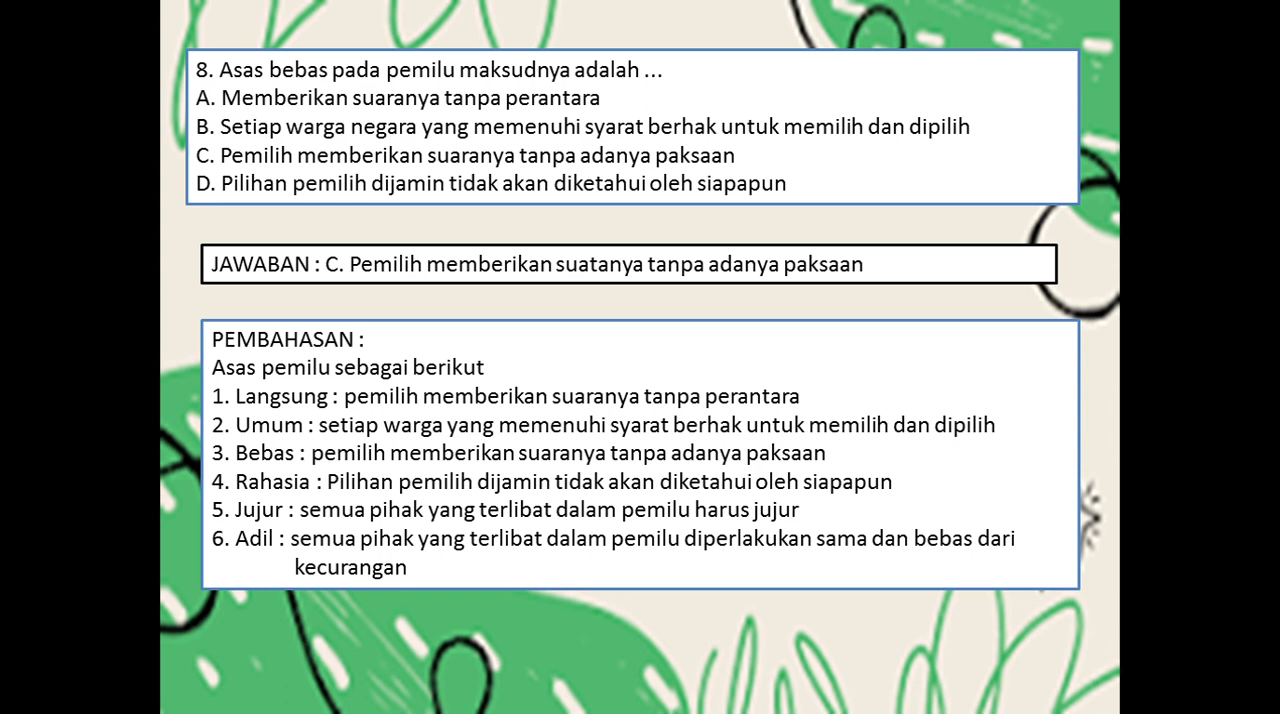 8. Asas bebas pada pemilu maksudnya adalah ...
A. Memberikan suaranya tanpa perantara
B. Setiap warga negara yang memenuhi syarat berhak untuk memilih dan dipilih
C. Pemilih memberikan suaranya tanpa adanya paksaan
D. Pilihan pemilih dijamin tidak akan diketahui oleh siapapun
JAWABAN : C. Pemilih memberikan suatanya tanpa adanya paksaan
PEMBAHASAN :
Asas pemilu sebagai berikut
1. Langsung : pemilih memberikan suaranya tanpa perantara
2. Umum : setiap warga yang memenuhi syarat berhak untuk memilih dan dipilih
3. Bebas : pemilih memberikan suaranya tanpa adanya paksaan
4. Rahasia : Pilihan pemilih dijamin tidak akan diketahui oleh siapapun
5. Jujur : semua pihak yang terlibat dalam pemilu harus jujur
6. Adil : semua pihak yang terlibat dalam pemilu diperlakukan sama dan bebas dari
kecurangan